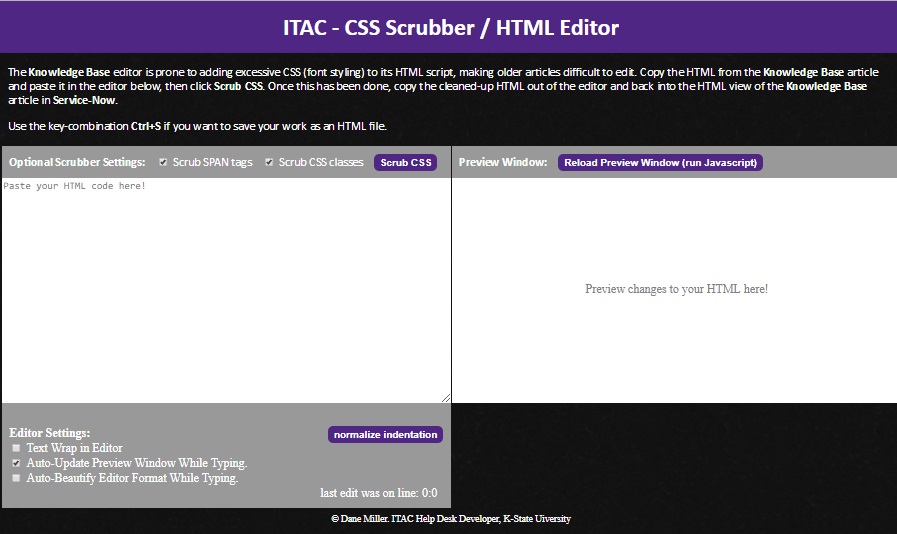 ITAC - CSS Scrubber / HTML Editor
The Knowledge Base editor is prone to adding excessive CSS (font styling) to its HTML script, making older articles difficult to edit. Copy the HTML from the Knowledge Base article
and paste it in the editor below, then click Scrub CSS. Once this has been done, copy the cleaned-up HTML out of the editor and back into the HTML view of the Knowledge Base
article in Service-Now.
Use the key-combination Ctrl+S if you want to save your work as an HTML file.
Optional Scrubber Settings: Scrub SPAN tags Scrub CSS classes Scrub CSS
Preview Window: Reload Preview Window (run Javascript)
Paste your HTML code here!
Preview changes to your HTML here!
Editor Settings: normalize indentation
Text Wrap in Editor
Auto-Update Preview Window While Typing.
Auto-Beautify Editor Format While Typing.
last edit was on line: 0:0
© Dane Miller. ITAC Help Desk Developer, K-State Uiversity